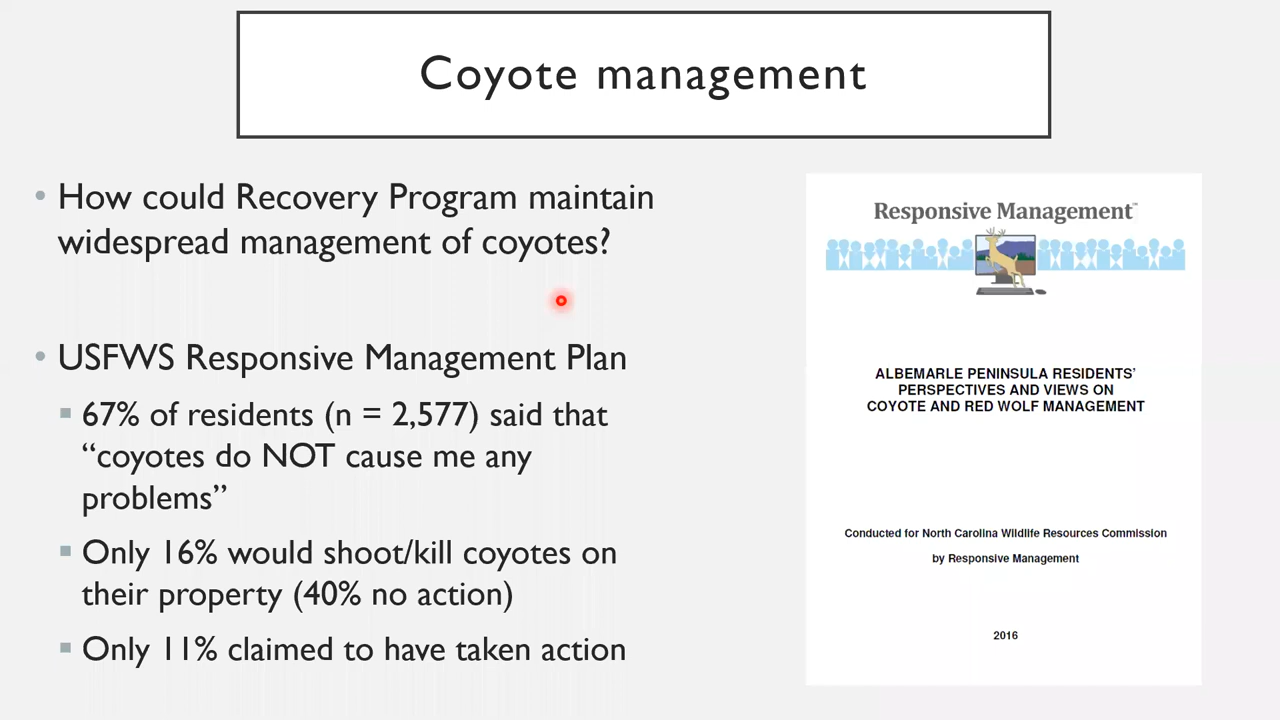 Coyote management
• How could Recovery Program maintain
widespread management of coyotes?
• USFWS Responsive Management Plan
▪ 67% of residents (n = 2,577) said that
“coyotes do NOT cause me any
problems”
▪ Only 16% would shoot/kill coyotes on
their property (40% no action)
▪ Only 11% claimed to have taken action
Responsive Management™
ALBEMARLE PENINSULA RESIDENTS’
PERSPECTIVES AND VIEWS ON
COYOTE AND RED WOLF MANAGEMENT
Conducted for North Carolina Wildlife Resources Commission
by Responsive Management
2016